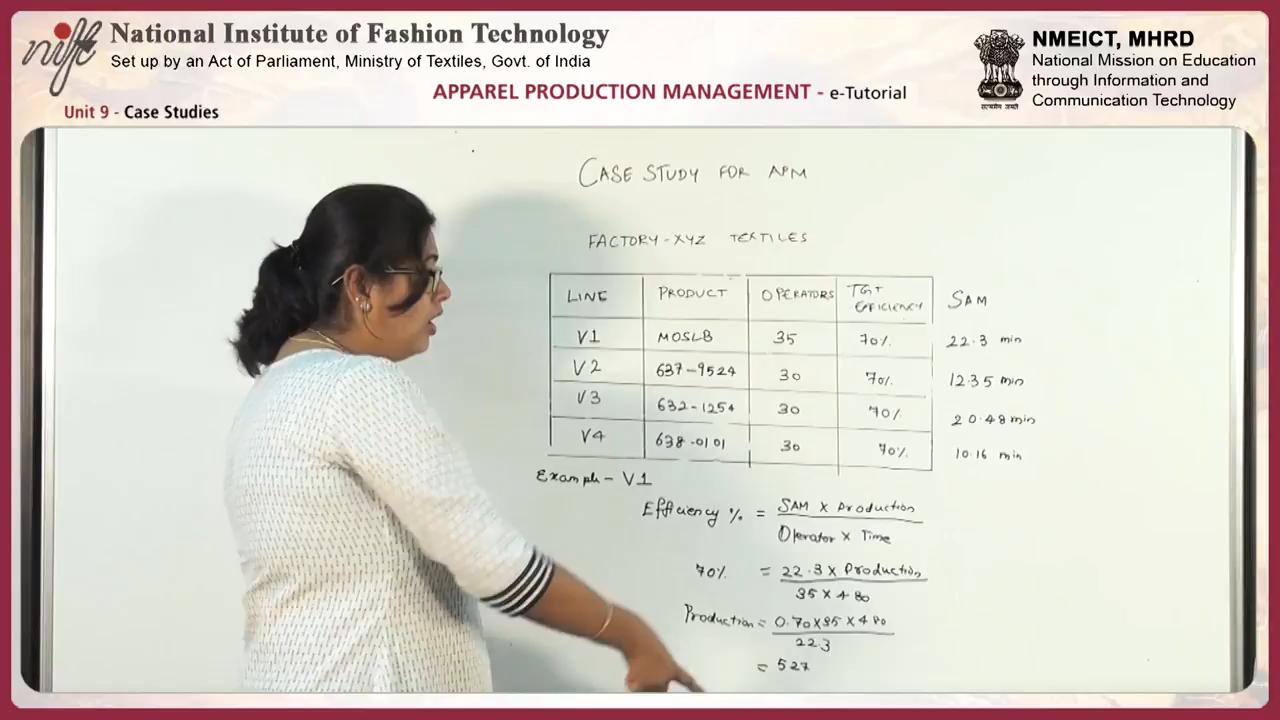 nift
National Institute of Fashion Technology
Set up by an Act of Parliament, Ministry of Textiles, Govt. of India
NMEICT, MHRD
National Mission on Education
through Information and
Communication Technology
सत्यमेव जयते
APPAREL PRODUCTION MANAGEMENT - e-Tutorial
Unit 9 - Case Studies
CASE STUDY FOR APM
FACTORY - XYZ TEXTILES
LINE PRODUCT OPERATORS TGT EFFICIENCY SAM
V1 MOSLB 35 70% 22.3 min
V2 637-9524 30 70% 12.35 min
V3 632-1254 30 70% 20.48 min
V4 638-0101 30 70% 10.16 min
Example - V1
Efficiency % = SAM x Production
Operator x Time
70% = 22.3 x Production
35 x 480
Production = 0.70 x 35 x 480
22.3
= 527